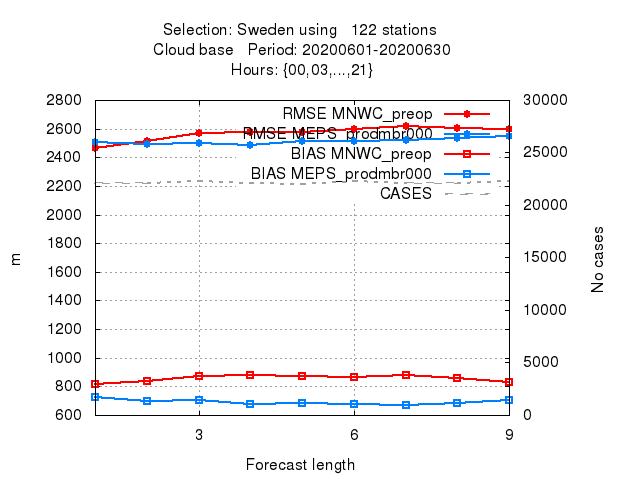 Selection: Sweden using 122 stations
Cloud base Period: 20200601-20200630
Hours: {00,03,...,21}
2800
2600
2400
2200
2000
1800
1600
1400
1200
1000
800
600
m
RMSE MNWC_preop
RMSE MEPS_prodmbr000
BIAS MNWC_preop
BIAS MEPS_prodmbr000
CASES
30000
25000
20000
15000
10000
5000
0
No cases
3
6
9
Forecast length